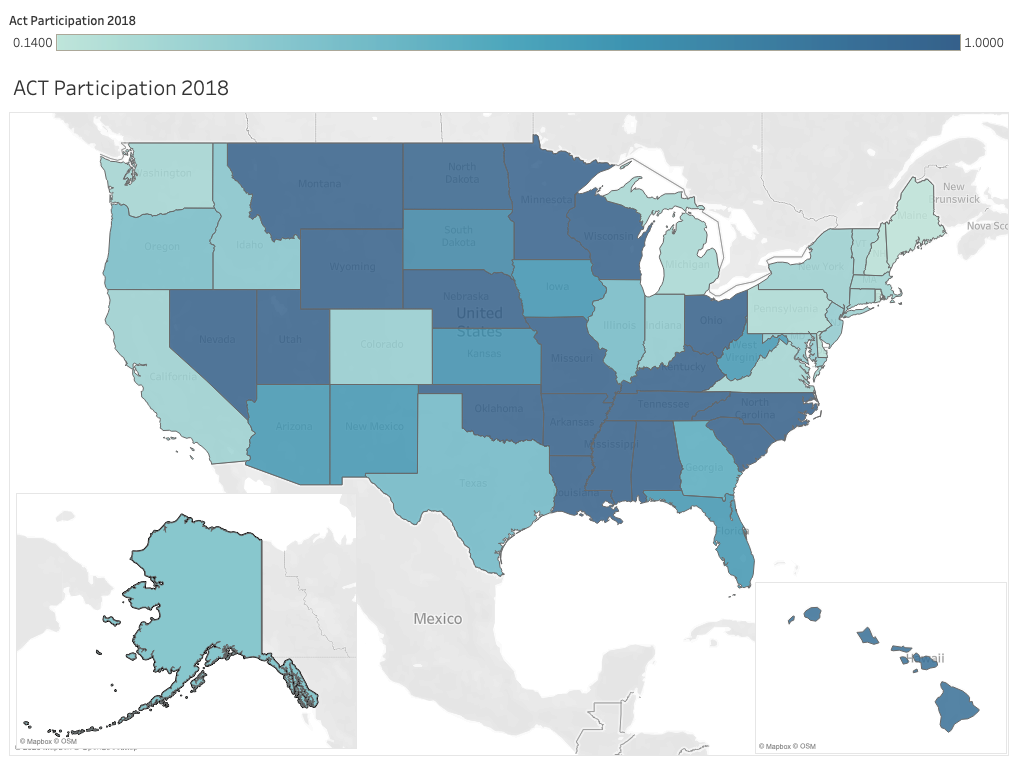 Act Participation 2018
0.1400
1.0000
ACT Participation 2018
Washington
Montana
North
Dakota
Minnesota
New
Brunswick
Nova Sc
Maine
Oregon
Idaho
South
Dakota
Wisconsin
VT
New York
Michigan
Wyoming
Iowa
Nebraska
United
States
Pennsylvania
Nevada
Utah
Colorado
Kansas
Illinois
Indiana
Ohio
West
Virginia
California
Missouri
Kentucky
Arizona
New Mexico
Oklahoma
Arkansas
Tennessee
North
Carolina
Mississippi
Georgia
Texas
Louisiana
Florida
Mexico
Hawaii
© Mapbox © OSM
© Mapbox © OSM